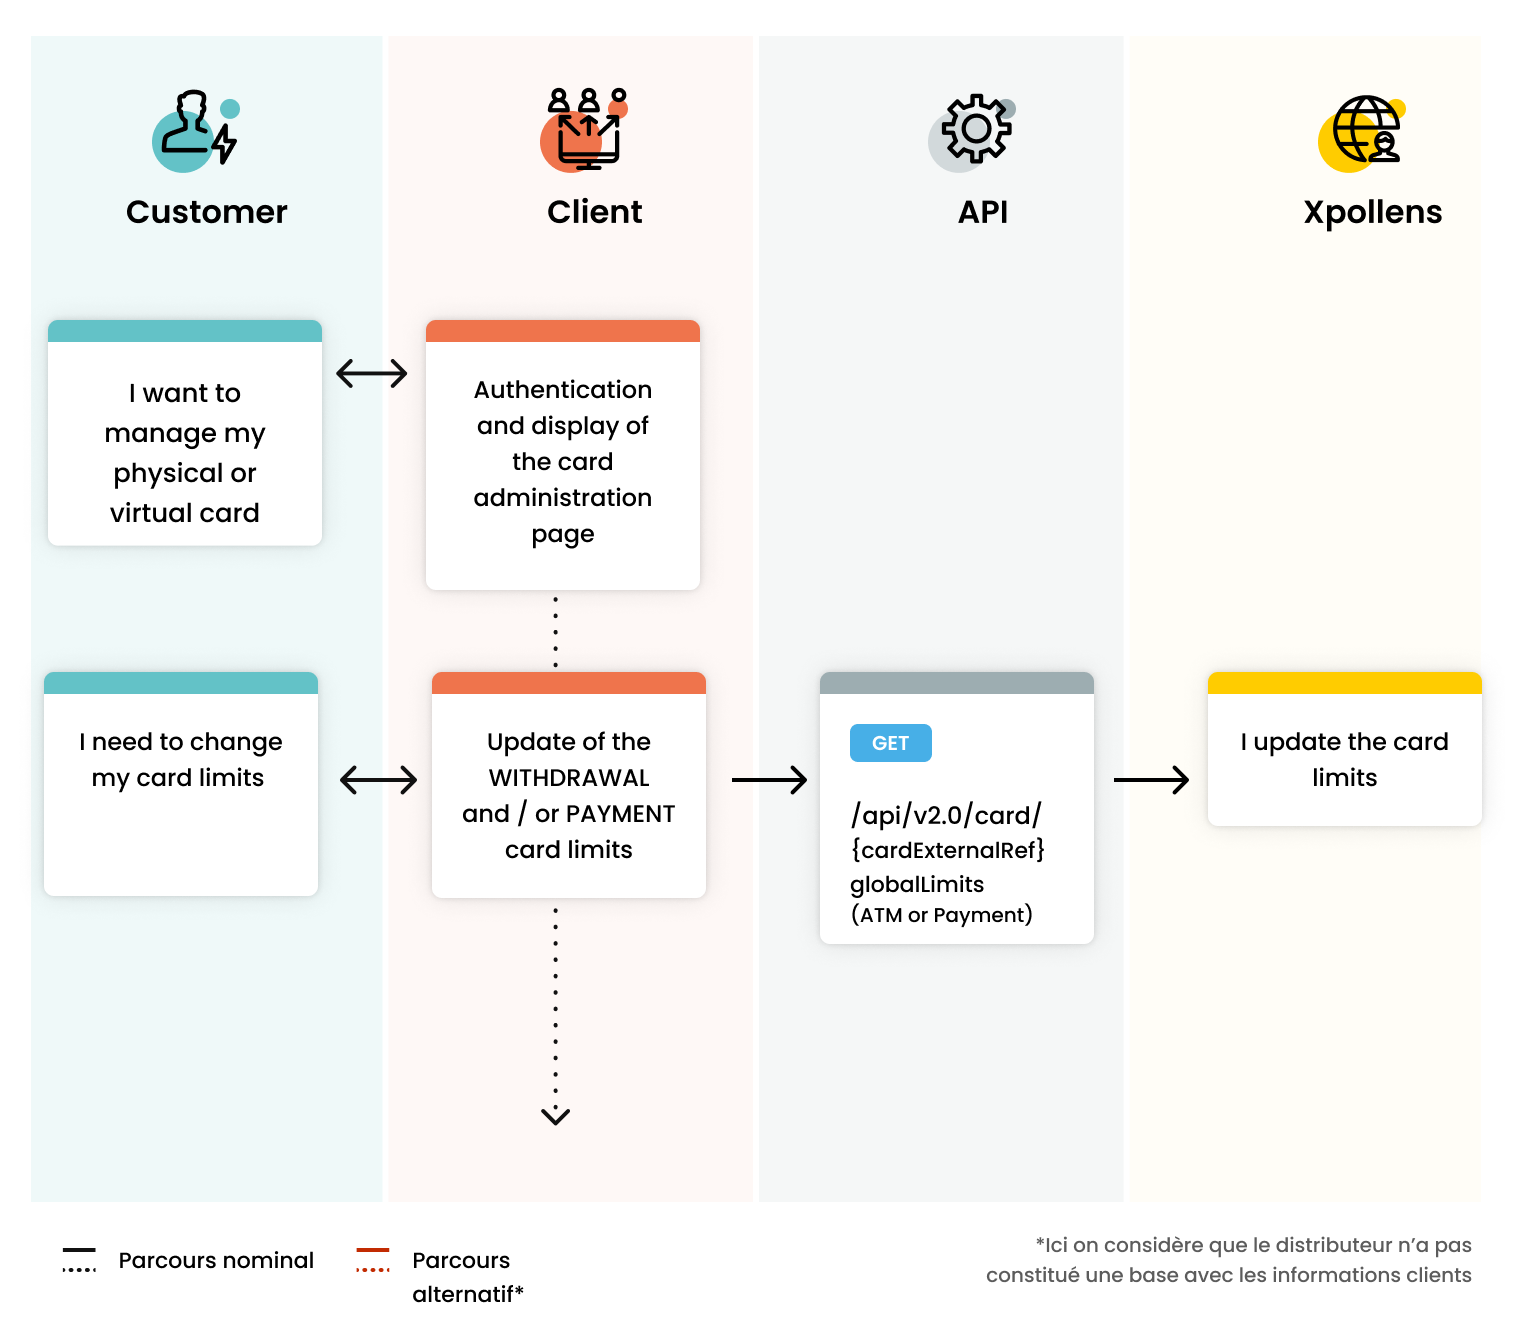 Customer
Client
API
Xpollens
I want to
manage my
physical or
virtual card
Authentication
and display of
the card
administration
page
I need to change
my card limits
Update of the
WITHDRAWAL
and / or PAYMENT
card limits
GET
/api/v2.0/card/
{cardExternalRef}
globalLimits
(ATM or Payment)
I update the card
limits
Parcours nominal
Parcours
alternatif*
*Ici on considère que le distributeur n’a pas
constitué une base avec les informations clients